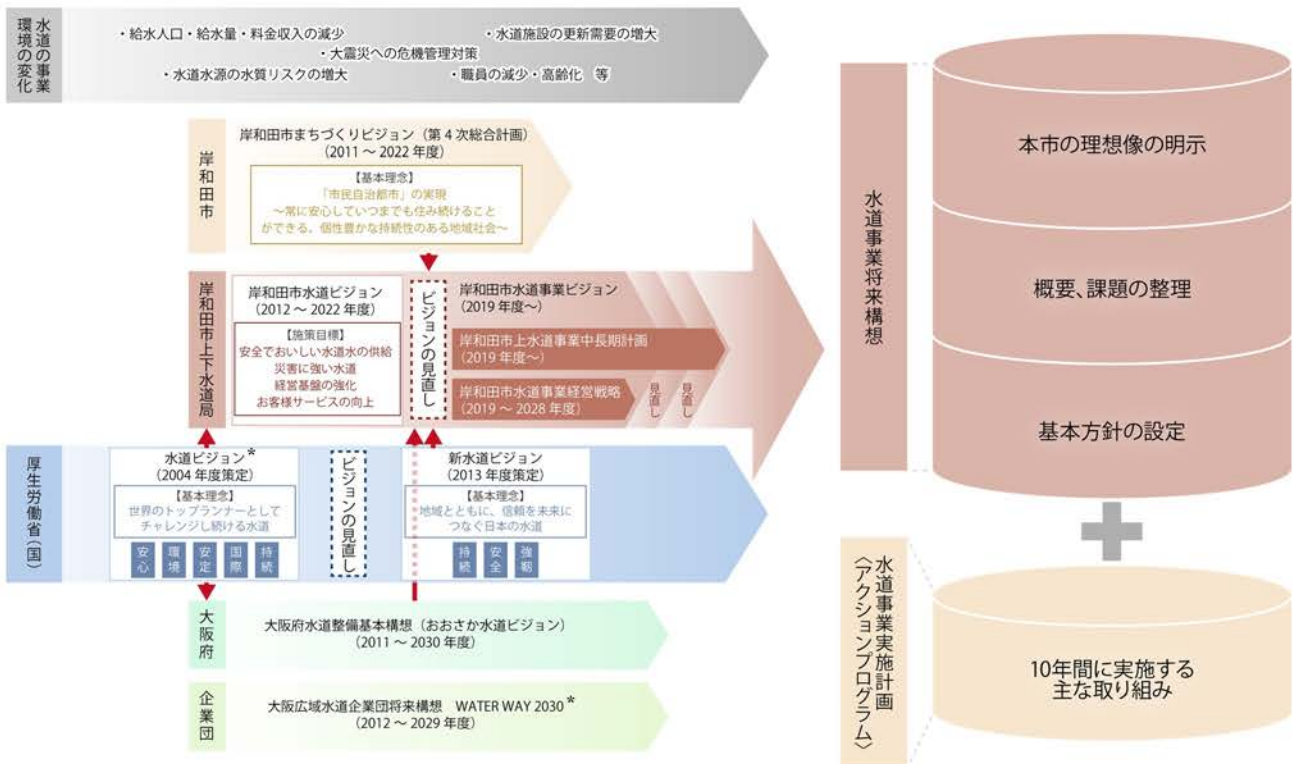 水道の事業
環境の変化
・給水人口・給水量・料金収入の減少
・水道施設の更新需要の増大
・大震災への危機管理対策
・水道水源の水質リスクの増大
・職員の減少・高齢化　等
岸和田市
岸和田市まちづくりビジョン（第４次総合計画）
（2011～2022年度）
【基本理念】
「市民自治都市」の実現
～常に安心していつまでも住み続けること
ができる、個性豊かな持続性のある地域社会～
岸和田市上下水道局
岸和田市水道ビジョン
（2012～2022年度）
【施策目標】
安全でおいしい水道水の供給
災害に強い水道
経営基盤の強化
お客様サービスの向上
ビジョンの見直し
岸和田市水道事業ビジョン
（2019年度～）
岸和田市上水道事業中長期計画
（2019年度～）
岸和田市水道事業経営戦略
（2019～2028年度）
見直し
見直し
厚生労働省（国）
水道ビジョン*
（2004年度策定）
【基本理念】
世界のトップランナーとして
チャレンジし続ける水道
安心
環境
安定
国際
持続
ビジョンの見直し
新水道ビジョン
（2013年度策定）
【基本理念】
地域とともに、信頼を未来に
つなぐ日本の水道
持続
安全
強靭
大阪府
大阪府水道整備基本構想（おおさか水道ビジョン）
（2011～2030年度）
企業団
大阪広域水道企業団将来構想　WATER WAY 2030*
（2012～2029年度）
水道事業将来構想
本市の理想像の明示
概要、課題の整理
基本方針の設定
水道事業実施計画
〈アクションプログラム〉
10年間に実施する
主な取り組み